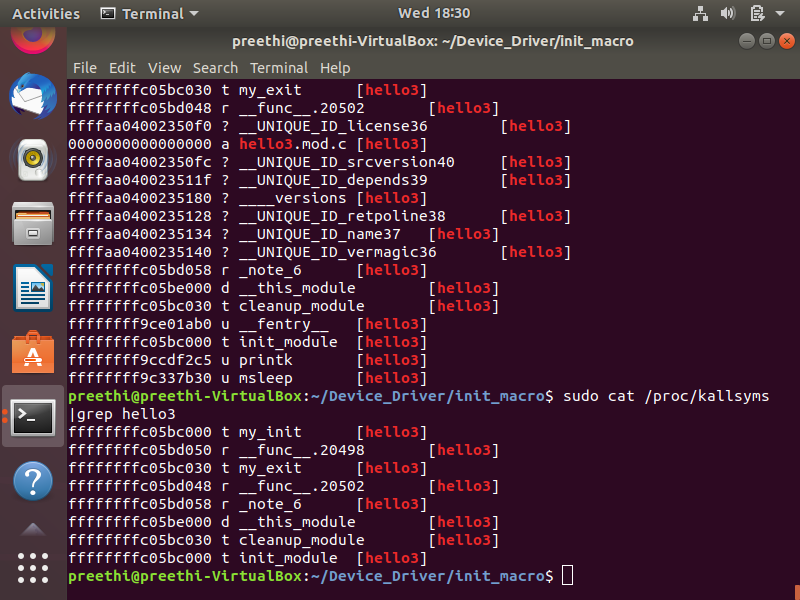 Activities Terminal Wed 18:30
preethi@preethi-VirtualBox: ~/Device_Driver/init_macro
File Edit View Search Terminal Help
ffffffffc05bc030 t my_exit [hello3]
ffffffffc05bd048 r __func__.20502 [hello3]
ffffaa04002350f0 ? __UNIQUE_ID_license36 [hello3]
0000000000000000 a hello3.mod.c [hello3]
ffffaa04002350fc ? __UNIQUE_ID_srcversion40 [hello3]
ffffaa040023511f ? __UNIQUE_ID_depends39 [hello3]
ffffaa0400235180 ? ____versions [hello3]
ffffaa0400235128 ? __UNIQUE_ID_retpoline38 [hello3]
ffffaa0400235134 ? __UNIQUE_ID_name37 [hello3]
ffffaa0400235140 ? __UNIQUE_ID_vermagic36 [hello3]
ffffffffc05bd058 r _note_6 [hello3]
ffffffffc05be000 d __this_module [hello3]
ffffffffc05bc030 t cleanup_module [hello3]
ffffffff9ce01ab0 u __fentry__ [hello3]
ffffffffc05bc000 t init_module [hello3]
ffffffff9ccdf2c5 u printk [hello3]
ffffffff9c337b30 u msleep [hello3]
preethi@preethi-VirtualBox:~/Device_Driver/init_macro$ sudo cat /proc/kallsyms
|grep hello3
ffffffffc05bc000 t my_init [hello3]
ffffffffc05bd050 r __func__.20498 [hello3]
ffffffffc05bc030 t my_exit [hello3]
ffffffffc05bd048 r __func__.20502 [hello3]
ffffffffc05bd058 r _note_6 [hello3]
ffffffffc05be000 d __this_module [hello3]
ffffffffc05bc030 t cleanup_module [hello3]
ffffffffc05bc000 t init_module [hello3]
preethi@preethi-VirtualBox:~/Device_Driver/init_macro$